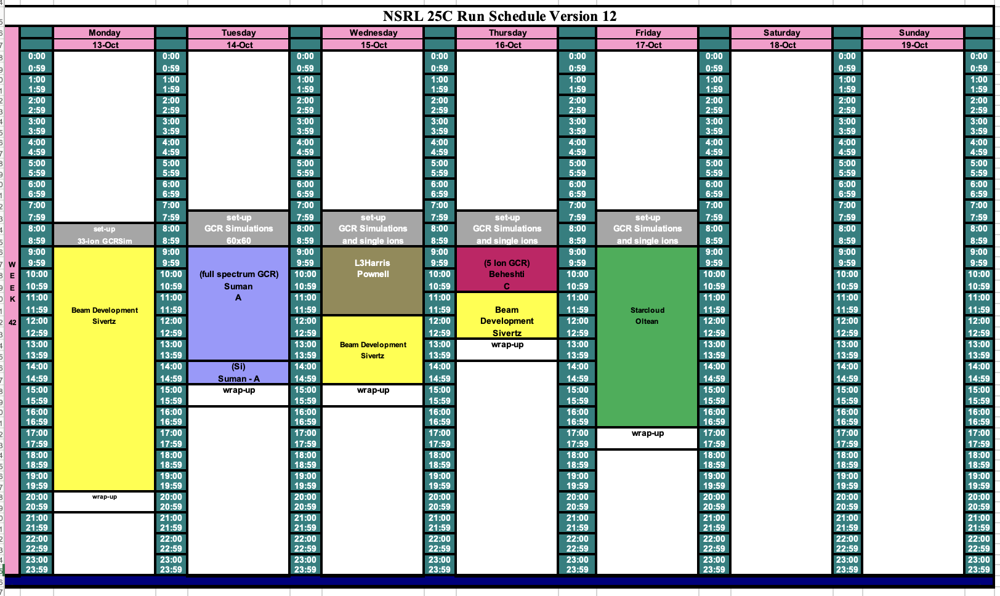 NSRL 25C Run Schedule Version 12
Monday Tuesday Wednesday Thursday Friday Saturday Sunday
13-Oct 14-Oct 15-Oct 16-Oct 17-Oct 18-Oct 19-Oct
0:00 0:00 0:00 0:00 0:00 0:00 0:00 0:00
0:59 0:59 0:59 0:59 0:59 0:59 0:59 0:59
1:00 1:00 1:00 1:00 1:00 1:00 1:00 1:00
1:59 1:59 1:59 1:59 1:59 1:59 1:59 1:59
2:00 2:00 2:00 2:00 2:00 2:00 2:00 2:00
2:59 2:59 2:59 2:59 2:59 2:59 2:59 2:59
3:00 3:00 3:00 3:00 3:00 3:00 3:00 3:00
3:59 3:59 3:59 3:59 3:59 3:59 3:59 3:59
4:00 4:00 4:00 4:00 4:00 4:00 4:00 4:00
4:59 4:59 4:59 4:59 4:59 4:59 4:59 4:59
5:00 5:00 5:00 5:00 5:00 5:00 5:00 5:00
5:59 5:59 5:59 5:59 5:59 5:59 5:59 5:59
6:00 6:00 6:00 6:00 6:00 6:00 6:00 6:00
6:59 6:59 6:59 6:59 6:59 6:59 6:59 6:59
7:00 7:00 7:00 7:00 7:00 7:00 7:00 7:00
7:59 7:59 set-up 7:59 set-up 7:59 set-up 7:59 set-up 7:59 7:59 7:59
8:00 set-up 8:00 GCR Simulations 8:00 GCR Simulations 8:00 GCR Simulations 8:00 GCR Simulations 8:00 8:00 8:00
8:59 33-ion GCRSim 8:59 60x60 8:59 and single ions 8:59 and single ions 8:59 and single ions 8:59 8:59 8:59
9:00 9:00 9:00 9:00 9:00 9:00 9:00 9:00
W 9:59 9:59 9:59 L3Harris 9:59 (5 Ion GCR) 9:59 9:59 9:59 9:59
E 10:00 10:00 (full spectrum GCR) 10:00 Pownell 10:00 Beheshti 10:00 10:00 10:00 10:00
E 10:59 10:59 Suman 10:59 10:59 C 10:59 10:59 10:59 10:59
K 11:00 11:00 A 11:00 11:00 11:00 11:00 11:00 11:00
11:59 Beam Development 11:59 11:59 11:59 Beam 11:59 Starcloud 11:59 11:59 11:59
42 12:00 Sivertz 12:00 12:00 12:00 Development 12:00 Oltean 12:00 12:00 12:00
12:59 12:59 12:59 12:59 Sivertz 12:59 12:59 12:59 12:59
13:00 13:00 13:00 Beam Development 13:00 wrap-up 13:00 13:00 13:00 13:00
13:59 13:59 13:59 Sivertz 13:59 13:59 13:59 13:59 13:59
14:00 14:00 (Si) 14:00 14:00 14:00 14:00 14:00 14:00
14:59 14:59 Suman - A 14:59 14:59 14:59 14:59 14:59 14:59
15:00 15:00 wrap-up 15:00 wrap-up 15:00 15:00 15:00 15:00 15:00
15:59 15:59 15:59 15:59 15:59 15:59 15:59 15:59
16:00 16:00 16:00 16:00 16:00 16:00 16:00 16:00
16:59 16:59 16:59 16:59 16:59 16:59 16:59 16:59
17:00 17:00 17:00 17:00 17:00 wrap-up 17:00 17:00 17:00
17:59 17:59 17:59 17:59 17:59 17:59 17:59 17:59
18:00 18:00 18:00 18:00 18:00 18:00 18:00 18:00
18:59 18:59 18:59 18:59 18:59 18:59 18:59 18:59
19:00 19:00 19:00 19:00 19:00 19:00 19:00 19:00
19:59 19:59 19:59 19:59 19:59 19:59 19:59 19:59
20:00 wrap-up 20:00 20:00 20:00 20:00 20:00 20:00 20:00
20:59 20:59 20:59 20:59 20:59 20:59 20:59 20:59
21:00 21:00 21:00 21:00 21:00 21:00 21:00 21:00
21:59 21:59 21:59 21:59 21:59 21:59 21:59 21:59
22:00 22:00 22:00 22:00 22:00 22:00 22:00 22:00
22:59 22:59 22:59 22:59 22:59 22:59 22:59 22:59
23:00 23:00 23:00 23:00 23:00 23:00 23:00 23:00
23:59 23:59 23:59 23:59 23:59 23:59 23:59 23:59